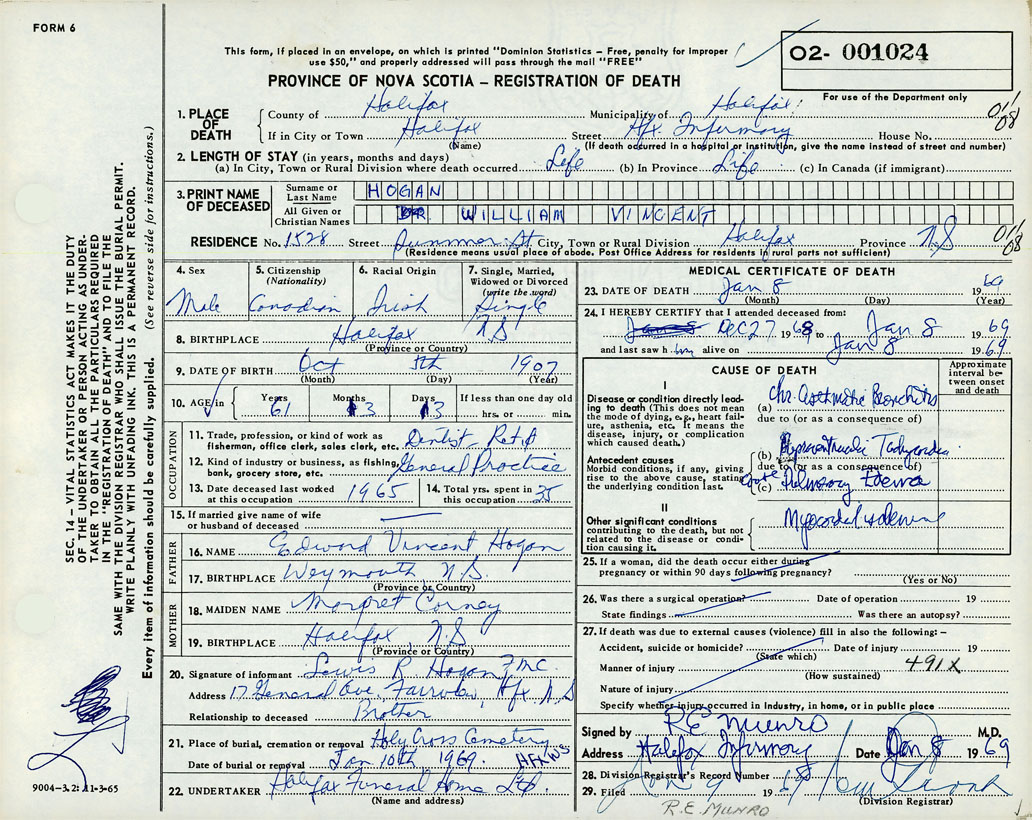 FORM 6
This form, if placed in an envelope, on which is printed "Dominion Statistics – Free, penalty for improper
use $50," and properly addressed will pass through the mail "FREE"
PROVINCE OF NOVA SCOTIA – REGISTRATION OF DEATH
02- 001024
For use of the Department only
SEC. 14 – VITAL STATISTICS ACT MAKES IT THE DUTY
OF THE UNDERTAKER OR PERSON ACTING AS UNDER-
TAKER TO OBTAIN ALL THE PARTICULARS REQUIRED
IN THE "REGISTRATION OF DEATH" AND TO FILE THE
SAME WITH THE DIVISION REGISTRAR WHO SHALL ISSUE THE BURIAL PERMIT.
WRITE PLAINLY WITH UNFADING INK. THIS IS A PERMANENT RECORD.
Every item of information should be carefully supplied. (See reverse side for instructions.)
1. PLACE OF DEATH
County of Halifax Municipality of Halifax
If in City or Town Halifax Street Hfx. Infirmary House No.
(Name) (If death occurred in a hospital or institution, give the name instead of street and number)
01/08
2. LENGTH OF STAY (in years, months and days)
(a) In City, Town or Rural Division where death occurred Life (b) In Province Life (c) In Canada (if immigrant)
3. PRINT NAME OF DECEASED
Surname or Last Name HOGAN
All Given or Christian Names DR WILLIAM VINCENT
RESIDENCE No. 1528 Street Summer St City, Town or Rural Division Halifax Province N.S 01/08
(Residence means usual place of abode. Post Office Address for residents in rural parts not sufficient)
4. Sex
Male
5. Citizenship (Nationality)
Canadian
6. Racial Origin
Irish
7. Single, Married, Widowed or Divorced (write the word)
Single
8. BIRTHPLACE Halifax N.S
(Province or Country)
9. DATE OF BIRTH Oct 5th 1907
(Month) (Day) (Year)
10. AGE in Years 61 Months 3 Days 3 If less than one day old
hrs. or min.
OCCUPATION
11. Trade, profession, or kind of work as
fisherman, office clerk, sales clerk, etc. Dentist Ret'd
12. Kind of industry or business, as fishing,
bank, grocery store, etc. General Practice
13. Date deceased last worked
at this occupation 1965
14. Total yrs. spent in
this occupation 35
15. If married give name of wife
or husband of deceased
FATHER
16. NAME Edward Vincent Hogan
17. BIRTHPLACE Weymouth N.S.
(Province or Country)
MOTHER
18. MAIDEN NAME Margret Corney
19. BIRTHPLACE Halifax N.S
(Province or Country)
20. Signature of informant Lewis R Hogan
Address 17 General Ave, Fairview, Hfx N.S
Relationship to deceased Brother
21. Place of burial, cremation or removal Holy Cross Cemetery
Date of burial or removal Jan 10th 1969.
22. UNDERTAKER Halifax Funeral Home Ltd.
(Name and address)
9004-3.2: 11-3-65
MEDICAL CERTIFICATE OF DEATH
23. DATE OF DEATH Jan 8 1969
(Month) (Day) (Year)
24. I HEREBY CERTIFY that I attended deceased from:
DEC 27 1968 to Jan 8 1969
and last saw him alive on Jan 8 1969
CAUSE OF DEATH
Approximate interval between onset and death
I
Disease or condition directly lead-
ing to death (This does not
mean the mode of dying, e.g., heart fail-
ure, asthenia, etc. It means the
disease, injury, or complication
which caused death.)
(a) Chr. Asthmatic Bronchitis
due to (or as a consequence of)
Antecedent causes
Morbid conditions, if any, giving
rise to the above cause, stating
the underlying condition last.
(b) Tachycardia
due to (or as a consequence of)
(c) Pulmonary Edema
II
Other significant conditions
contributing to the death, but not
related to the disease or condi-
tion causing it.
25. If a woman, did the death occur either during
pregnancy or within 90 days following pregnancy?
(Yes or No)
26. Was there a surgical operation? Date of operation 19
State findings Was there an autopsy?
27. If death was due to external causes (violence) fill in also the following: –
Accident, suicide or homicide? Date of injury 19
(State which)
Manner of injury 491X
(How sustained)
Nature of injury
Specify whether injury occurred in industry, in home, or in public place
Signed by R.E. Munro M.D.
Address Halifax Infirmary Date Jan 8 1969
28. Division Registrar's Record Number 18
29. Filed Jan 9 19
(Division Registrar)
R.E. MUNRO